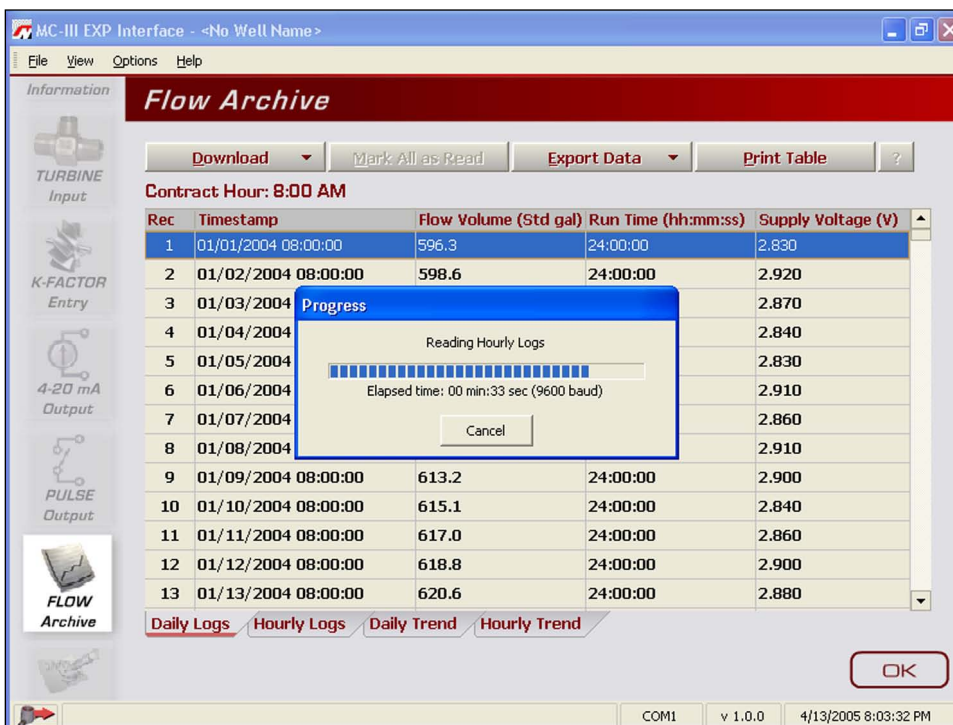 MC-III EXP Interface - <No Well Name>
File View Options Help
Information
TURBINE
Input
K-FACTOR
Entry
4-20 mA
Output
PULSE
Output
FLOW
Archive
Flow Archive
Download Mark All as Read Export Data Print Table ?
Contract Hour: 8:00 AM
Rec Timestamp Flow Volume (Std gal) Run Time (hh:mm:ss) Supply Voltage (V)
1 01/01/2004 08:00:00 596.3 24:00:00 2.830
2 01/02/2004 08:00:00 598.6 24:00:00 2.920
3 01/03/2004 2.870
4 01/04/2004 2.840
5 01/05/2004 2.830
6 01/06/2004 2.910
7 01/07/2004 2.860
8 01/08/2004 2.910
9 01/09/2004 08:00:00 613.2 24:00:00 2.900
10 01/10/2004 08:00:00 615.1 24:00:00 2.840
11 01/11/2004 08:00:00 617.0 24:00:00 2.860
12 01/12/2004 08:00:00 618.8 24:00:00 2.900
13 01/13/2004 08:00:00 620.6 24:00:00 2.880
Progress
Reading Hourly Logs
Elapsed time: 00 min:33 sec (9600 baud)
Cancel
Daily Logs Hourly Logs Daily Trend Hourly Trend
OK
COM1 v 1.0.0 4/13/2005 8:03:32 PM